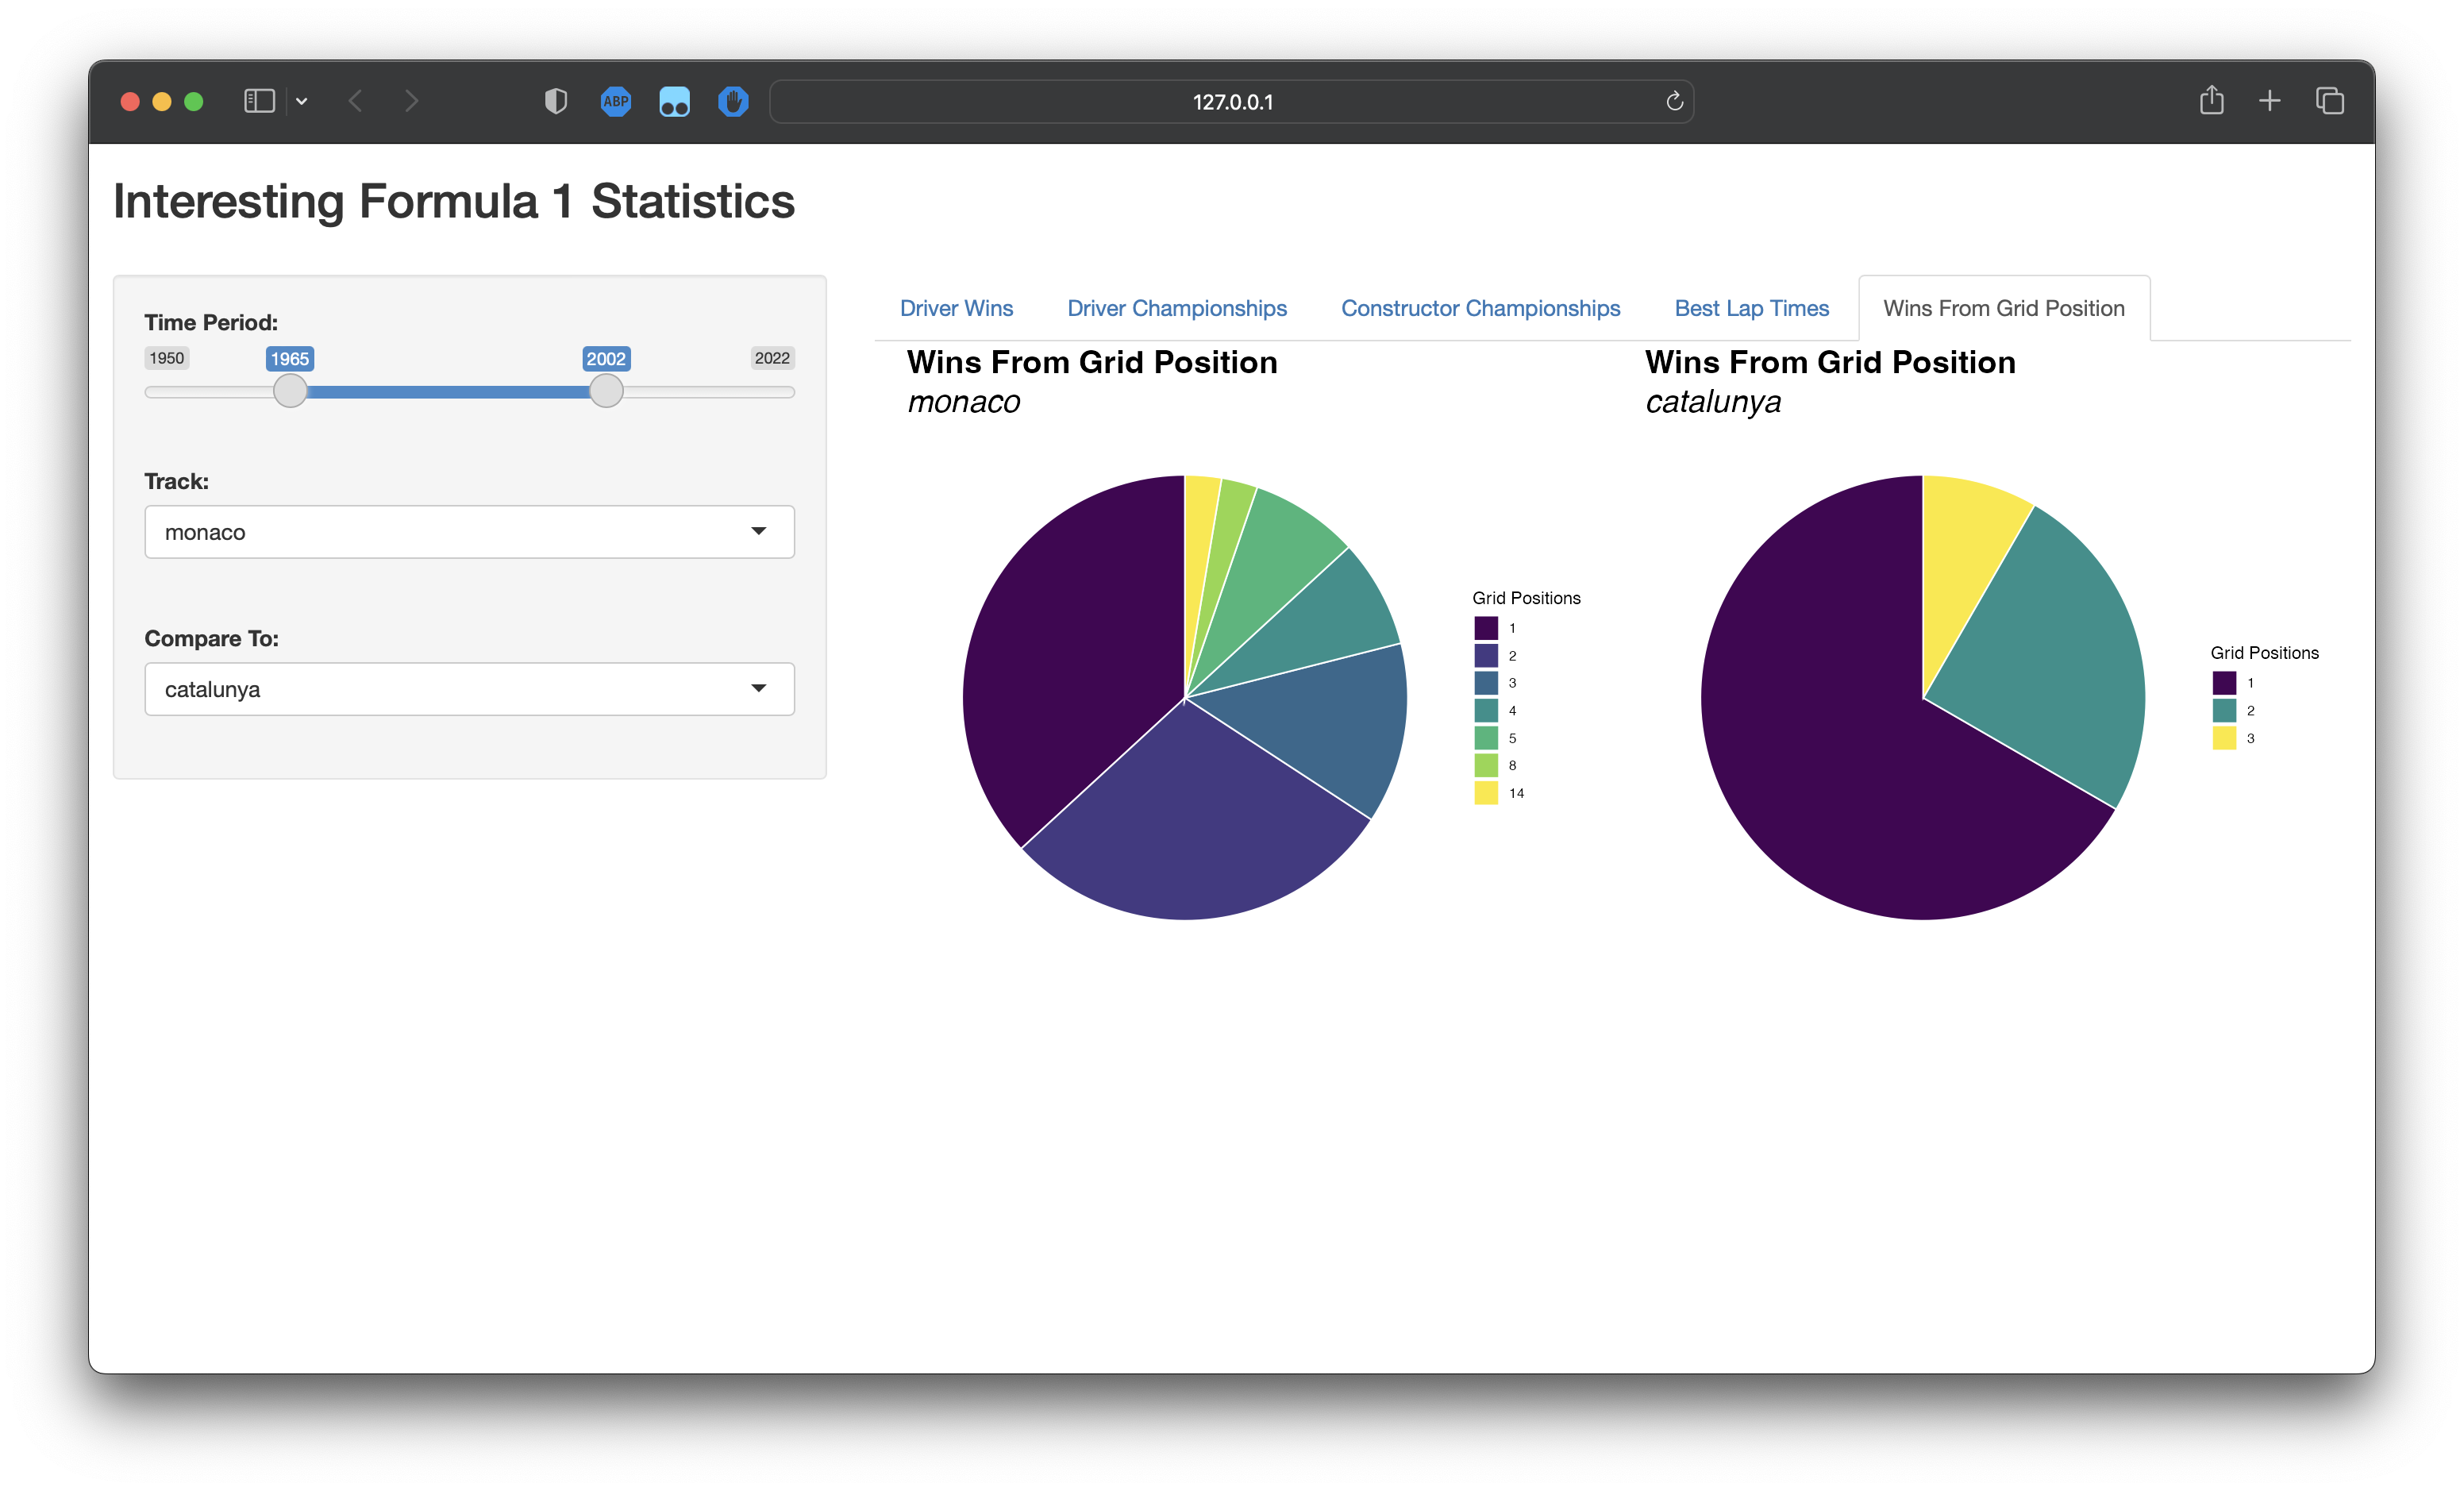 ABP
127.0.0.1
Interesting Formula 1 Statistics
Time Period:
1950 1965 2002 2022
Track:
monaco
Compare To:
catalunya
Driver Wins Driver Championships Constructor Championships Best Lap Times Wins From Grid Position
Wins From Grid Position
monaco
Grid Positions
1
2
3
4
5
8
14
Wins From Grid Position
catalunya
Grid Positions
1
2
3